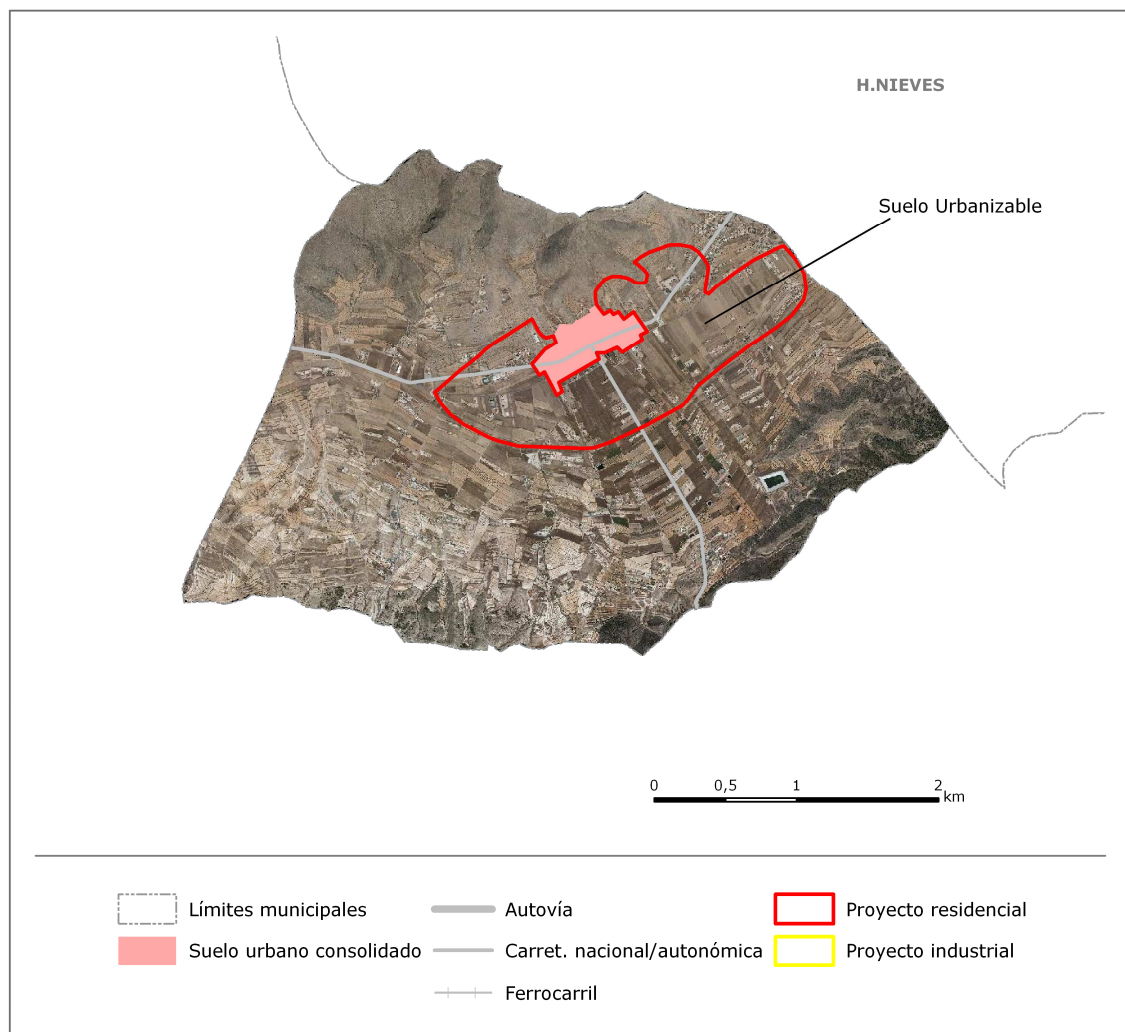 H.NIEVES
Suelo Urbanizable
0 0,5 1 2
km
Límites municipales
Autovía
Proyecto residencial
Suelo urbano consolidado
Carret. nacional/autonómica
Proyecto industrial
Ferrocarril